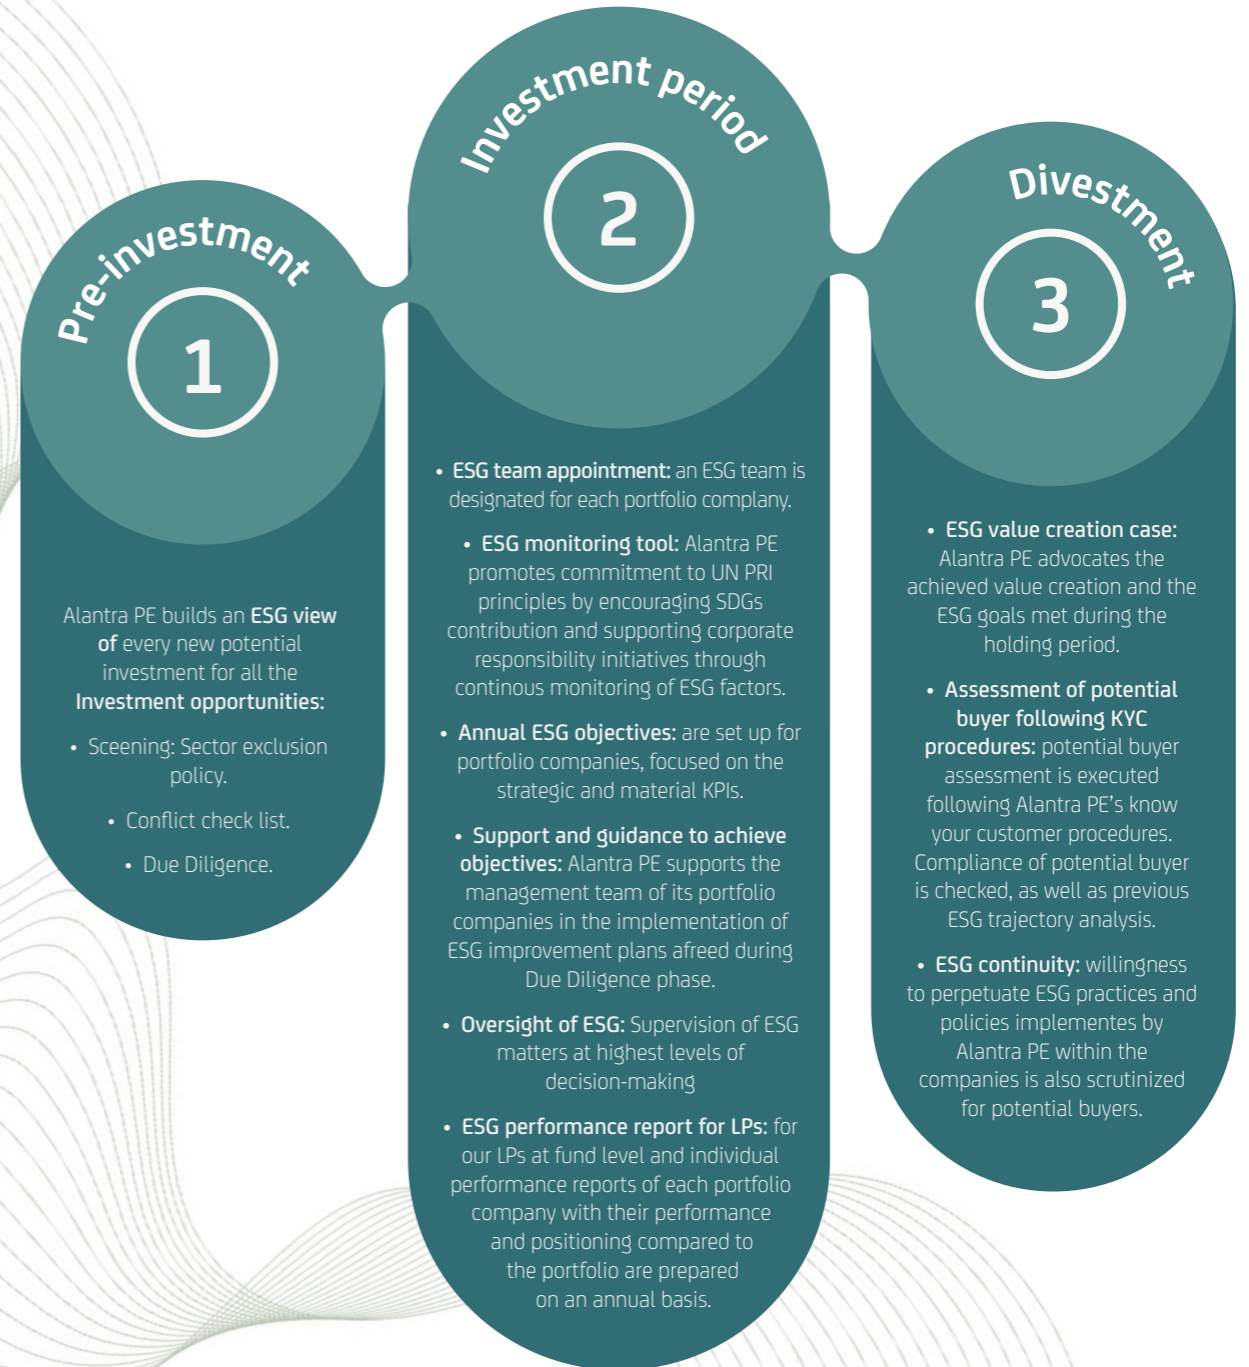 Pre-investment
1
Alantra PE builds an ESG view
of every new potential
investment for all the
Investment opportunities:
• Sceening: Sector exclusion
policy.
• Conflict check list.
• Due Diligence.
Investment period
2
• ESG team appointment: an ESG team is
designated for each portfolio complany.
• ESG monitoring tool: Alantra PE
promotes commitment to UN PRI
principles by encouraging SDGs
contribution and supporting corporate
responsibility initiatives through
continous monitoring of ESG factors.
• Annual ESG objectives: are set up for
portfolio companies, focused on the
strategic and material KPIs.
• Support and guidance to achieve
objectives: Alantra PE supports the
management team of its portfolio
companies in the implementation of
ESG improvement plans afreed during
Due Diligence phase.
• Oversight of ESG: Supervision of ESG
matters at highest levels of
decision-making
• ESG performance report for LPs: for
our LPs at fund level and individual
performance reports of each portfolio
company with their performance
and positioning compared to
the portfolio are prepared
on an annual basis.
Divestment
3
• ESG value creation case:
Alantra PE advocates the
achieved value creation and the
ESG goals met during the
holding period.
• Assessment of potential
buyer following KYC
procedures: potential buyer
assessment is executed
following Alantra PE's know
your customer procedures.
Compliance of potential buyer
is checked, as well as previous
ESG trajectory analysis.
• ESG continuity: willingness
to perpetuate ESG practices and
policies implementes by
Alantra PE within the
companies is also scrutinized
for potential buyers.